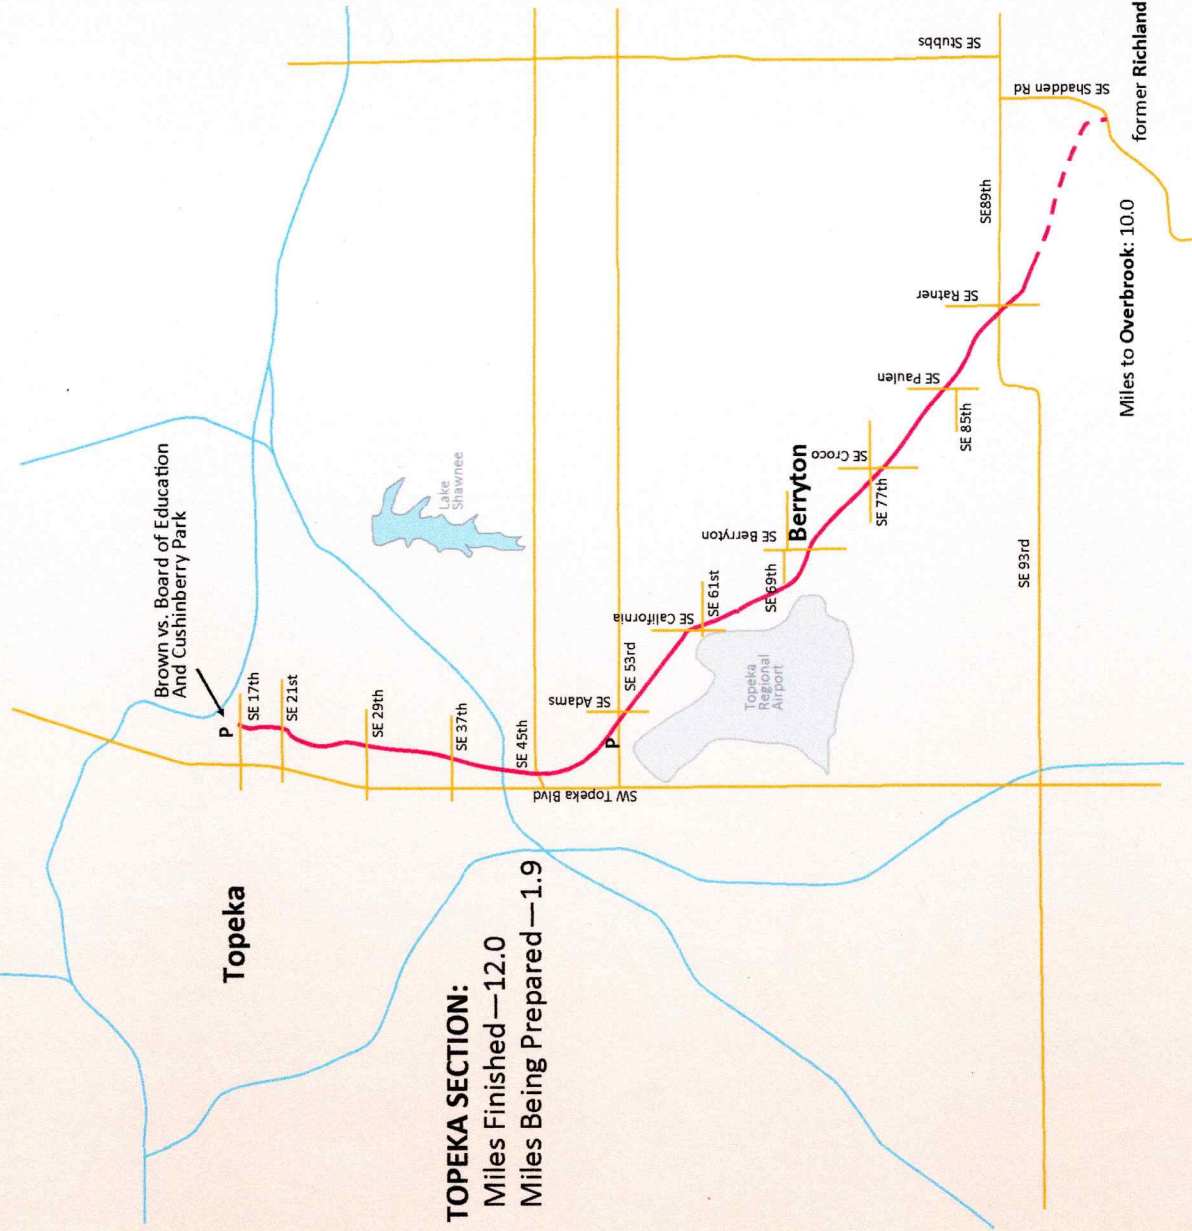 Brown vs. Board of Education
And Cushinberry Park
P
SE 17th
SE 21st
SE 29th
SE 37th
SE 45th
SW Topeka Blvd
Topeka
TOPEKA SECTION:
Miles Finished—12.0
Miles Being Prepared—1.9
Lake
Shawnee
P
SE Adams
SE 53rd
SE California
SE 61st
Topeka
Regional
Airport
SE 69th
SE Berryton
Berryton
SE Croco
SE 77th
SE Paulen
SE 85th
SE Ratner
SE89th
SE 93rd
SE Stubbs
SE Shadden Rd
former Richland
Miles to Overbrook: 10.0